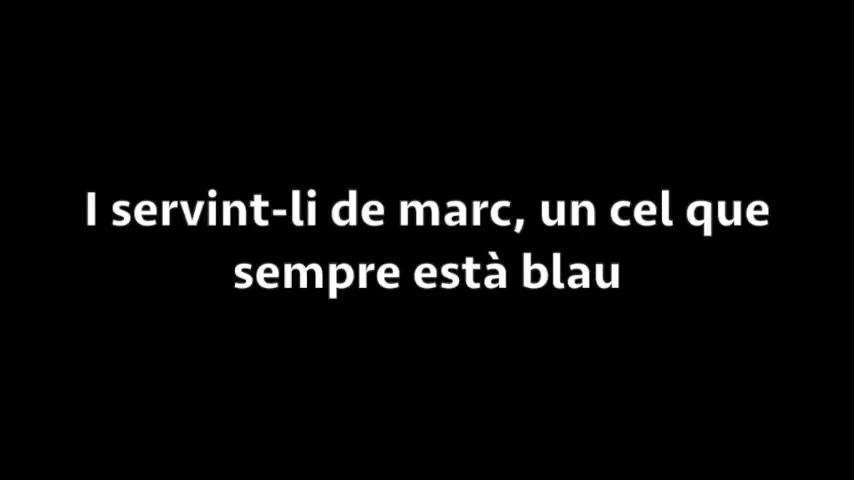 I servint-li de marc, un cel que
sempre està blau